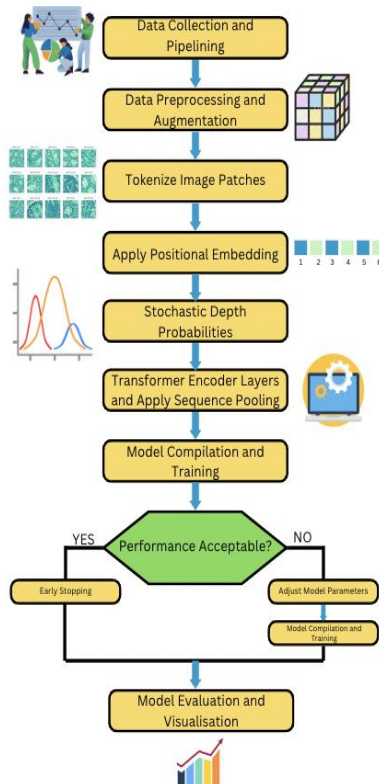 Data Collection and
Pipelining
Data Preprocessing and
Augmentation
Tokenize Image Patches
Apply Positional Embedding
1 2 3 4 5 6
Stochastic Depth
Probabilities
Transformer Encoder Layers
and Apply Sequence Pooling
Model Compilation and
Training
YES
Performance Acceptable?
NO
Early Stopping
Adjust Model Parameters
Model Compilation and
Training
Model Evaluation and
Visualisation